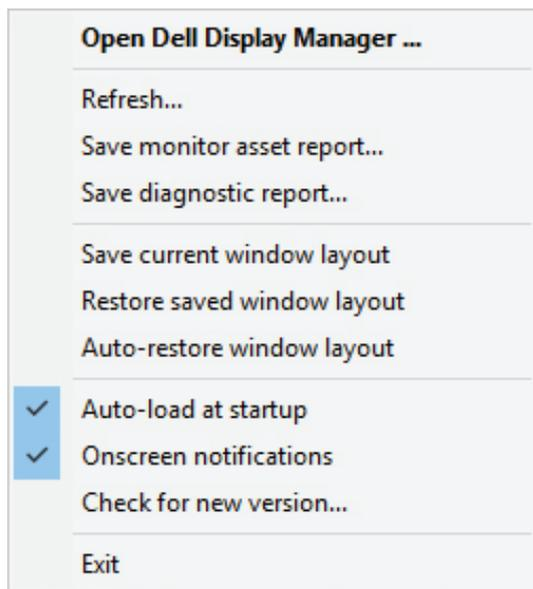 Open Dell Display Manager ...
Refresh...
Save monitor asset report...
Save diagnostic report...
Save current window layout
Restore saved window layout
Auto-restore window layout
Auto-load at startup
Onscreen notifications
Check for new version...
Exit